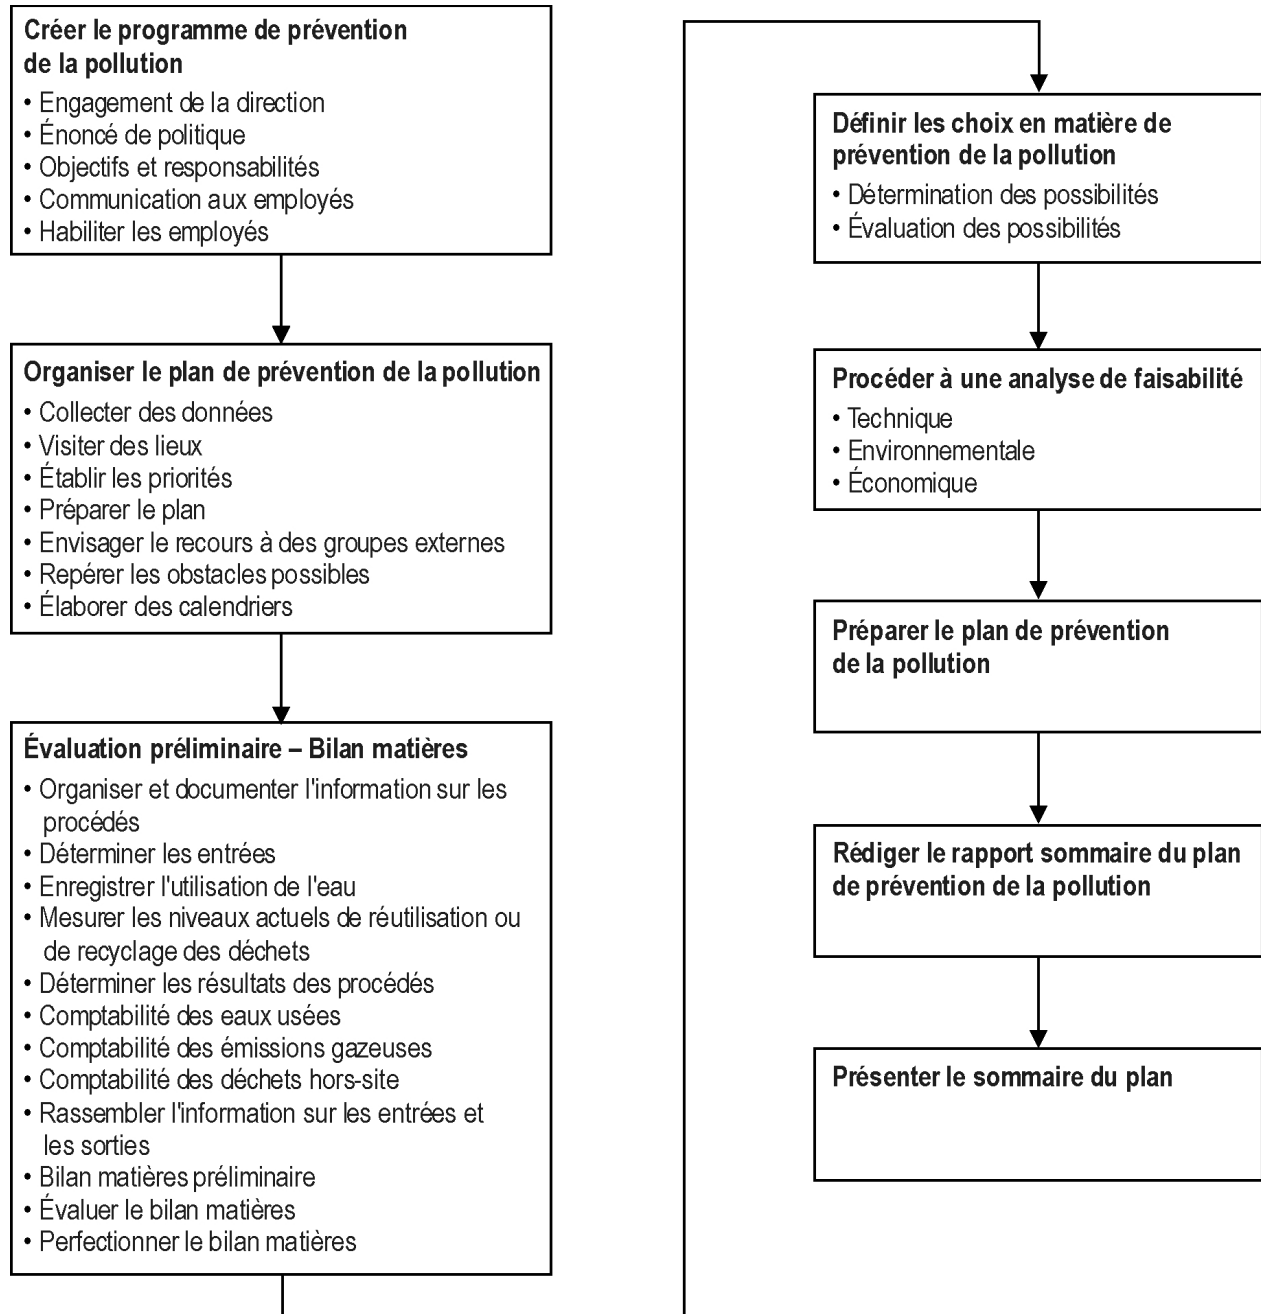 Créer le programme de prévention
de la pollution
• Engagement de la direction
• Énoncé de politique
• Objectifs et responsabilités
• Communication aux employés
• Habiliter les employés
Organiser le plan de prévention de la pollution
• Collecter des données
• Visiter des lieux
• Établir les priorités
• Préparer le plan
• Envisager le recours à des groupes externes
• Repérer les obstacles possibles
• Élaborer des calendriers
Évaluation préliminaire – Bilan matières
• Organiser et documenter l'information sur les
procédés
• Déterminer les entrées
• Enregistrer l'utilisation de l'eau
• Mesurer les niveaux actuels de réutilisation ou
de recyclage des déchets
• Déterminer les résultats des procédés
• Comptabilité des eaux usées
• Comptabilité des émissions gazeuses
• Comptabilité des déchets hors-site
• Rassembler l'information sur les entrées et
les sorties
• Bilan matières préliminaire
• Évaluer le bilan matières
• Perfectionner le bilan matières
Définir les choix en matière de
prévention de la pollution
• Détermination des possibilités
• Évaluation des possibilités
Procéder à une analyse de faisabilité
• Technique
• Environnementale
• Économique
Préparer le plan de prévention
de la pollution
Rédiger le rapport sommaire du plan
de prévention de la pollution
Présenter le sommaire du plan